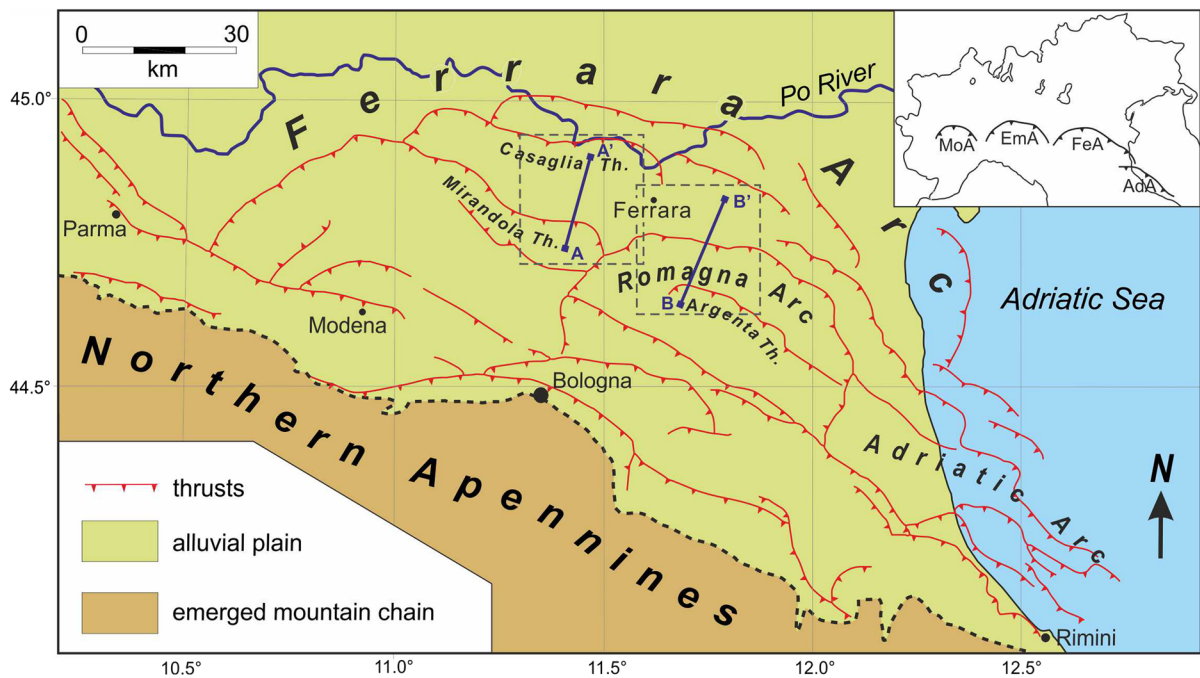 0 30
km
45.0°
44.5°
Ferrara Arc
Po River
MoA
EmA
FeA
AdA
Casaglia Th.
A'
Mirandola Th.
A
Ferrara
B'
Parma
Romagna Arc
B
Argenta Th.
Adriatic Sea
Modena
Bologna
Northern Apennines
Adriatic Arc
N
thrusts
alluvial plain
emerged mountain chain
Rimini
10.5° 11.0° 11.5° 12.0° 12.5°